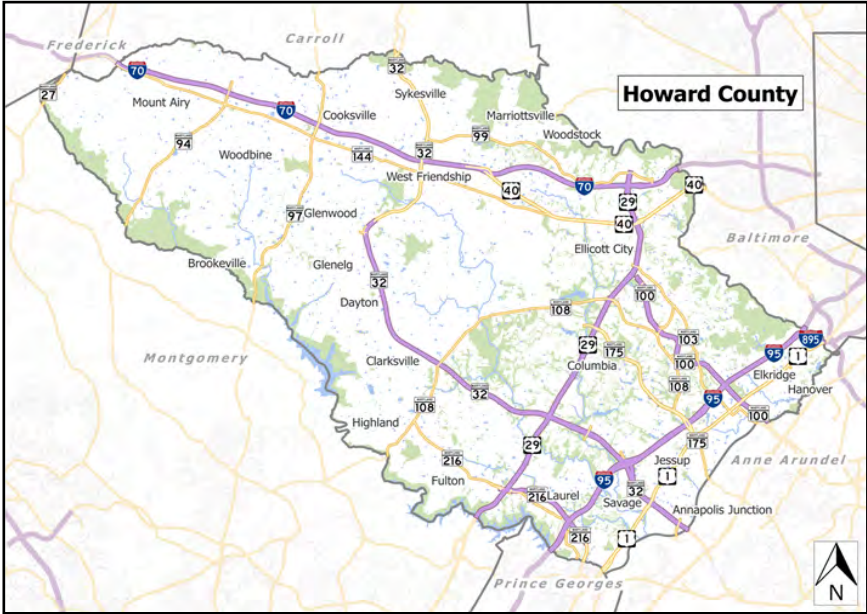 Frederick
Carroll
Howard County
70
32
27
Mount Airy
Sykesville
70
Cooksville
Marriottsville
94
99
Woodstock
Woodbine
144
32
West Friendship
70
40
40
29
97
Glenwood
40
Baltimore
Ellicott City
Brookeville
Glenelg
32
100
Dayton
108
Montgomery
29
175
103
895
95
1
Clarksville
Columbia
100
Elkridge
108
Hanover
32
95
108
100
Highland
29
175
216
Jessup
Anne Arundel
Fulton
95
1
32
216
Laurel
Savage
Annapolis Junction
216
1
Prince Georges
N